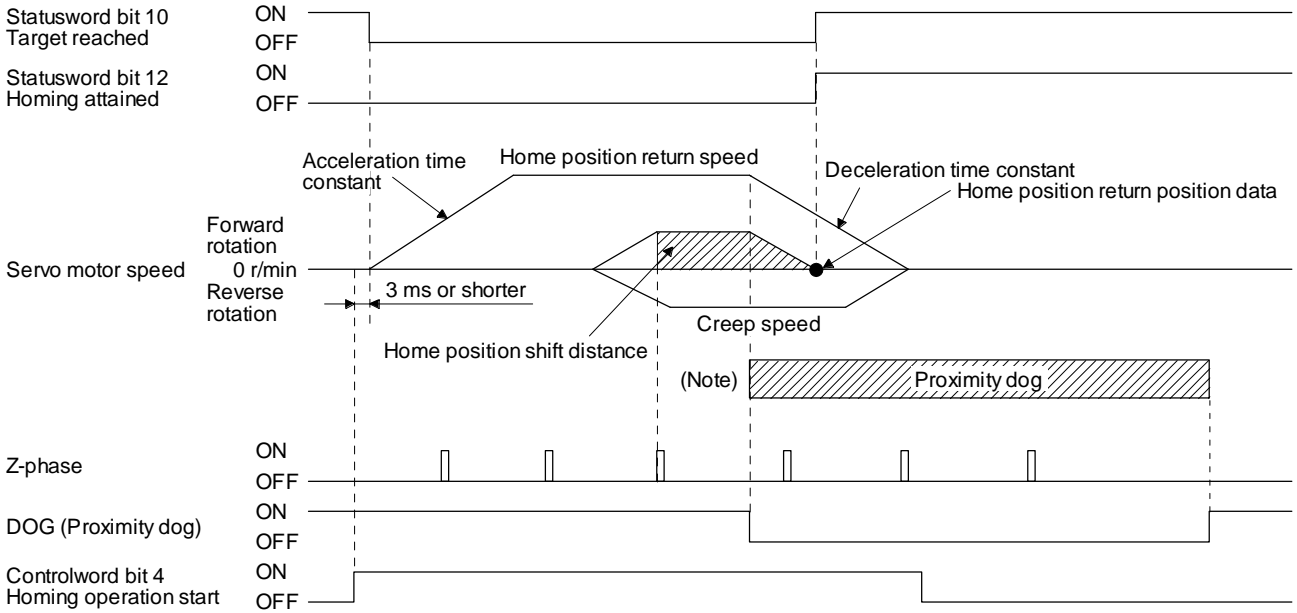 Statusword bit 10
Target reached
ON
OFF
Statusword bit 12
Homing attained
ON
OFF
Acceleration time
constant
Home position return speed
Deceleration time constant
Home position return position data
Forward
rotation
Servo motor speed
0 r/min
Reverse
rotation
3 ms or shorter
Creep speed
Home position shift distance
(Note)
Proximity dog
Z-phase
ON
OFF
DOG (Proximity dog)
ON
OFF
Controlword bit 4
Homing operation start
ON
OFF